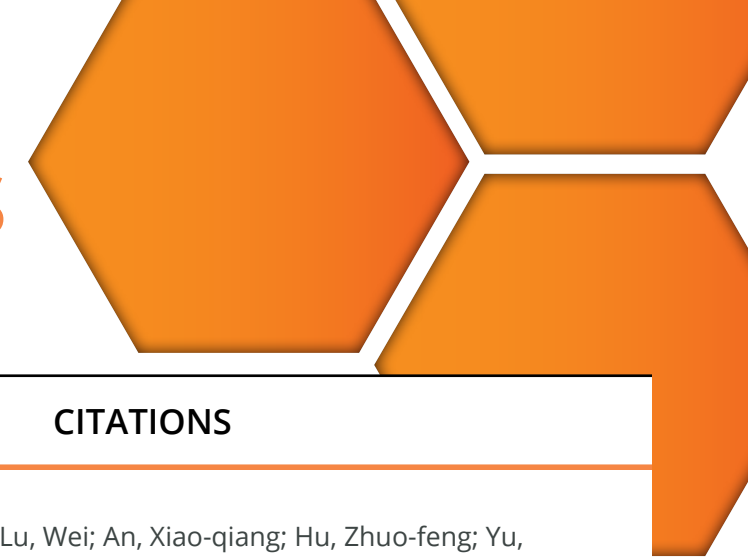 CITATIONS
Lu, Wei; An, Xiao-qiang; Hu, Zhuo-feng; Yu,